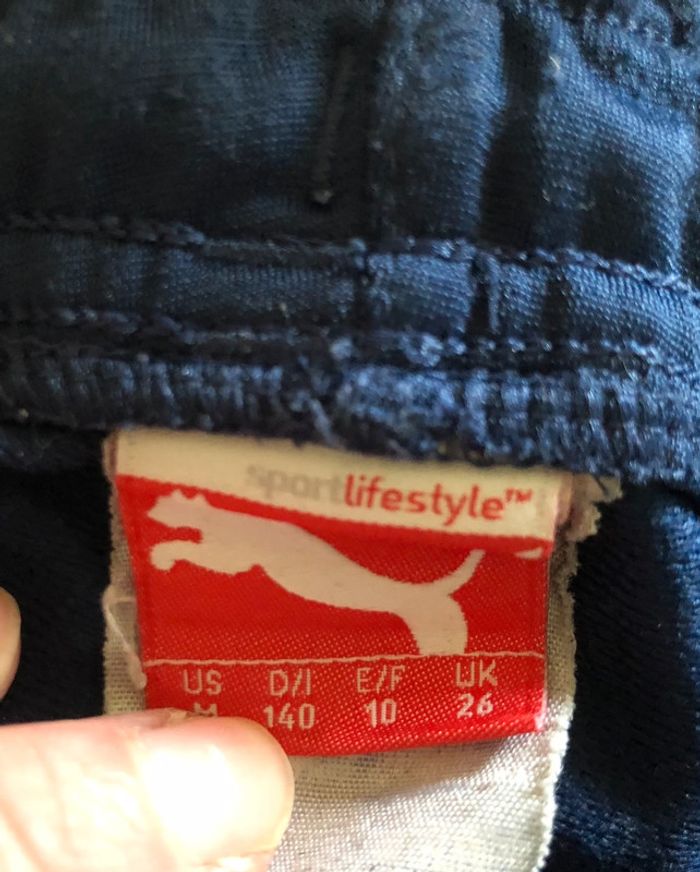 sportlifestyle™
US D/I E/F UK
M 140 10 26